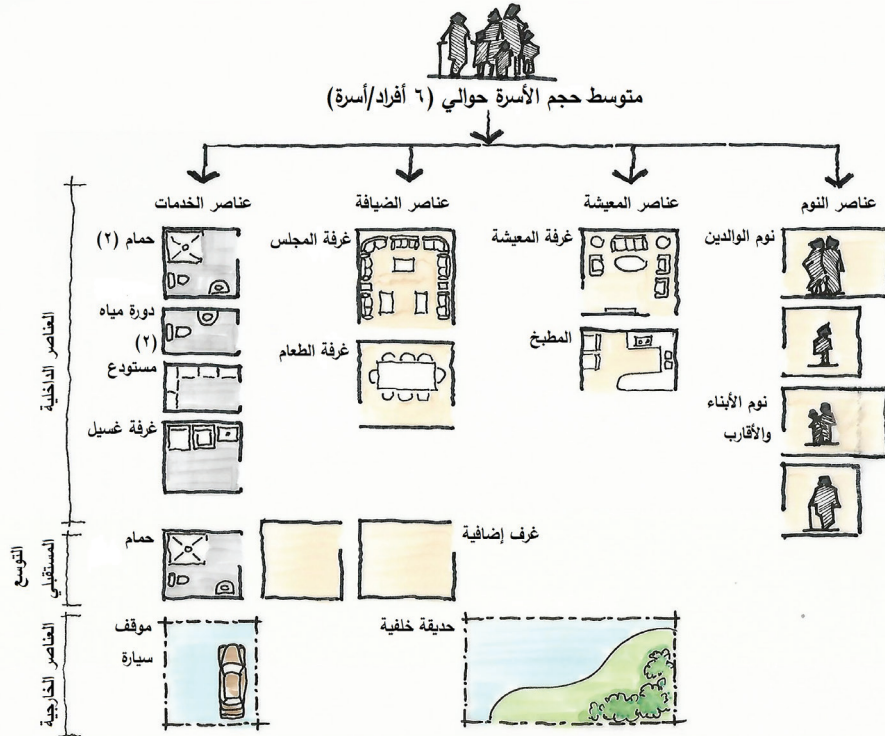 متوسط حجم الأسرة حوالي (٦ أفراد/أسرة)
عناصر النوم
عناصر المعيشة
عناصر الضيافة
عناصر الخدمات
العناصر الداخلية
نوم الوالدين
نوم الأبناء
والأقارب
غرفة المعيشة
المطبخ
غرفة المجلس
غرفة الطعام
حمام (٢)
دورة مياه
(٢)
مستودع
غرفة غسيل
التوسع
المستقبلي
غرف إضافية
حمام
العناصر الخارجية
حديقة خلفية
موقف
سيارة